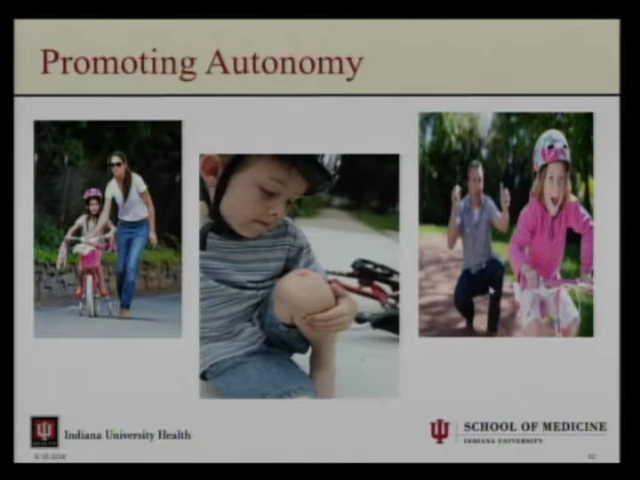 Promoting Autonomy
Indiana University Health
SCHOOL OF MEDICINE
INDIANA UNIVERSITY